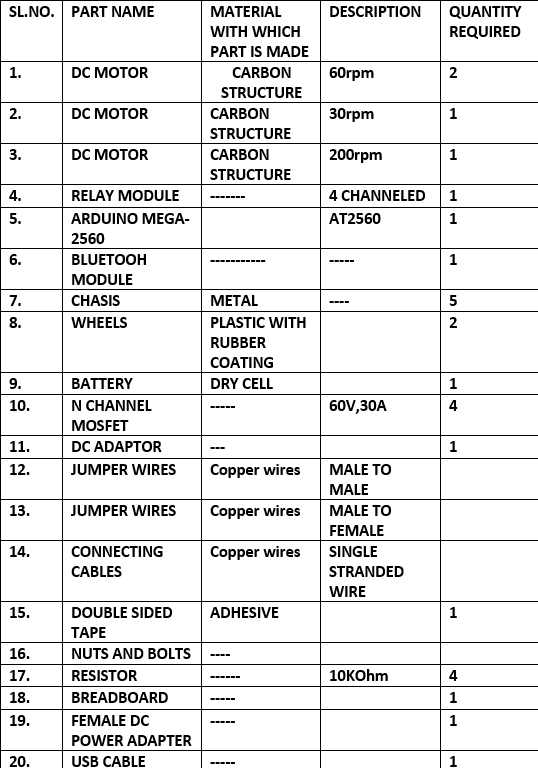 SL.NO. PART NAME MATERIAL WITH WHICH PART IS MADE DESCRIPTION QUANTITY REQUIRED
1. DC MOTOR CARBON STRUCTURE 60rpm 2
2. DC MOTOR CARBON STRUCTURE 30rpm 1
3. DC MOTOR CARBON STRUCTURE 200rpm 1
4. RELAY MODULE ------- 4 CHANNELED 1
5. ARDUINO MEGA-2560 AT2560 1
6. BLUETOOH MODULE ----------- ----- 1
7. CHASIS METAL ---- 5
8. WHEELS PLASTIC WITH RUBBER COATING 2
9. BATTERY DRY CELL 1
10. N CHANNEL MOSFET ----- 60V,30A 4
11. DC ADAPTOR --- 1
12. JUMPER WIRES Copper wires MALE TO MALE
13. JUMPER WIRES Copper wires MALE TO FEMALE
14. CONNECTING CABLES Copper wires SINGLE STRANDED WIRE
15. DOUBLE SIDED TAPE ADHESIVE 1
16. NUTS AND BOLTS ----
17. RESISTOR ------ 10KOhm 4
18. BREADBOARD ----- 1
19. FEMALE DC POWER ADAPTER ----- 1
20. USB CABLE ----- 1